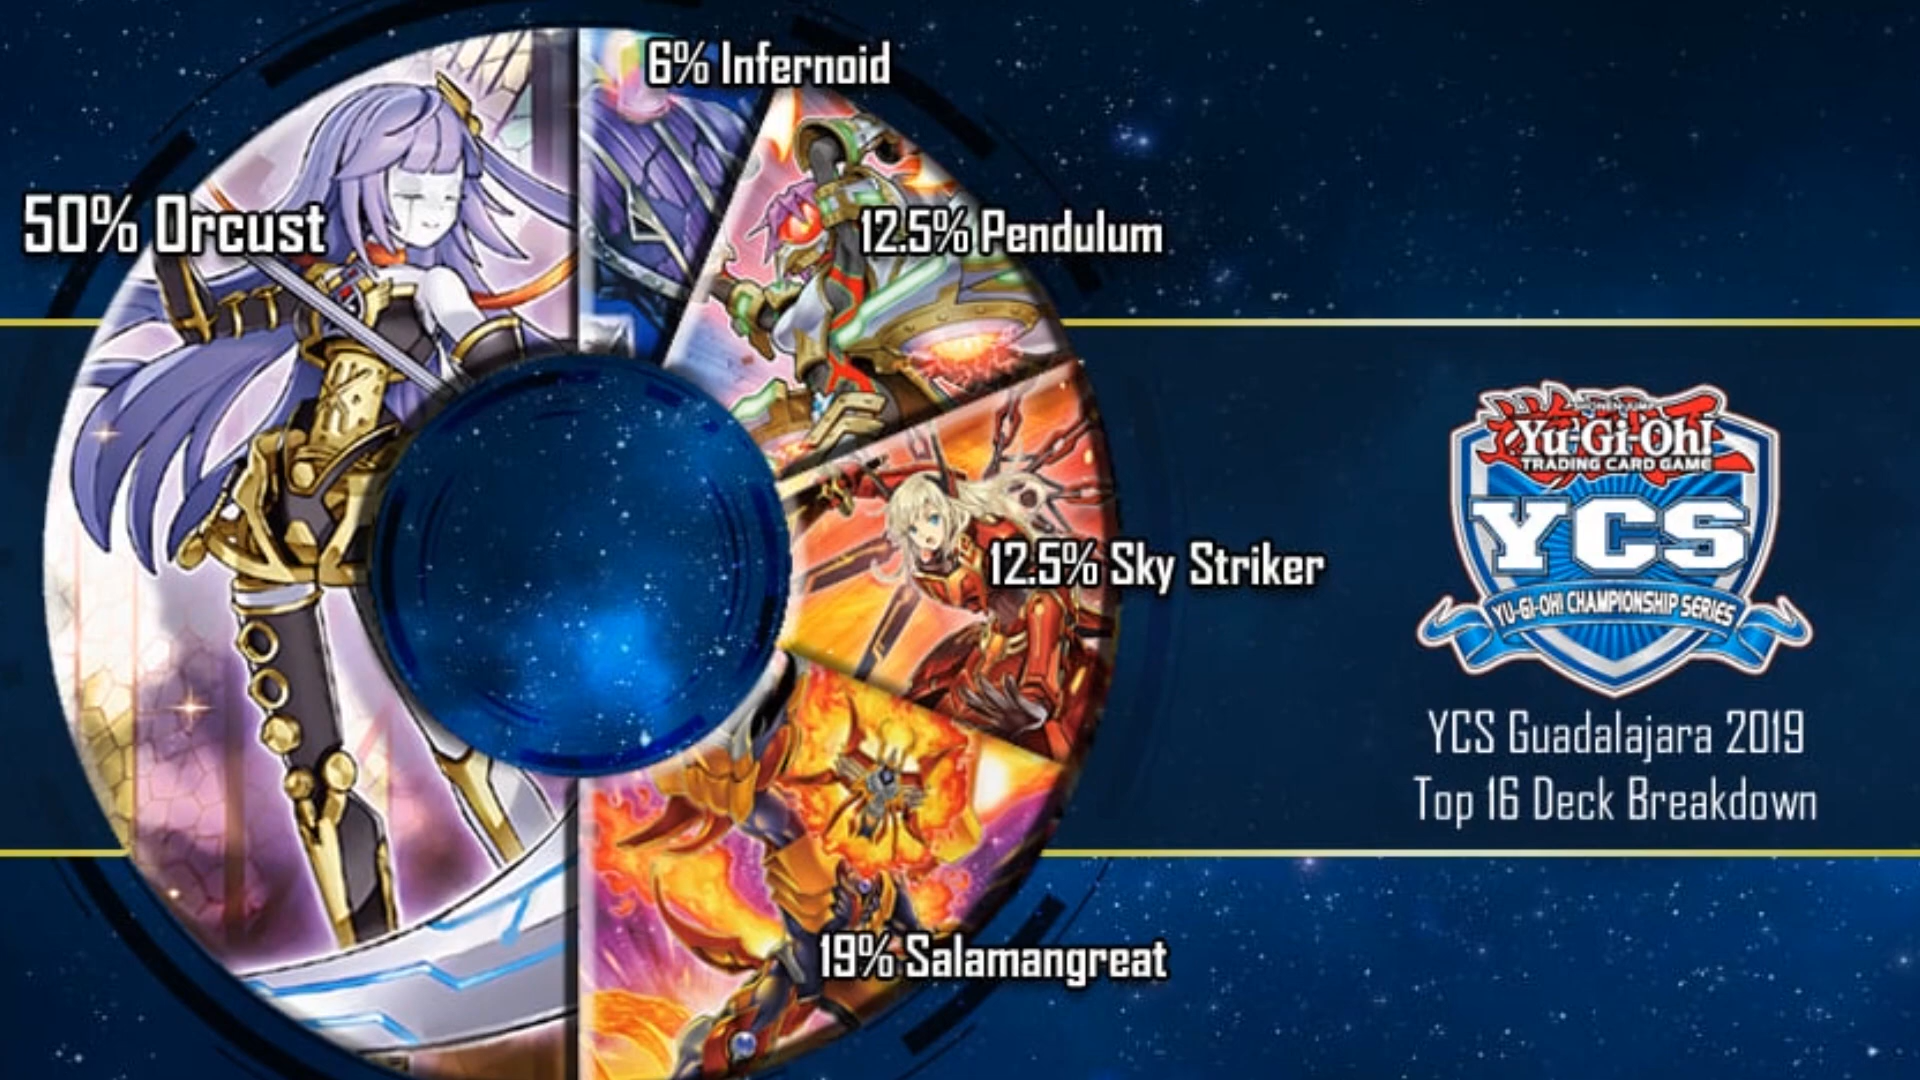 6% Infernoid
50% Orcust
12.5% Pendulum
12.5% Sky Striker
19% Salamangreat
Yu-Gi-Oh!
TRADING CARD GAME
YCS
YU-GI-OH! CHAMPIONSHIP SERIES
YCS Guadalajara 2019
Top 16 Deck Breakdown